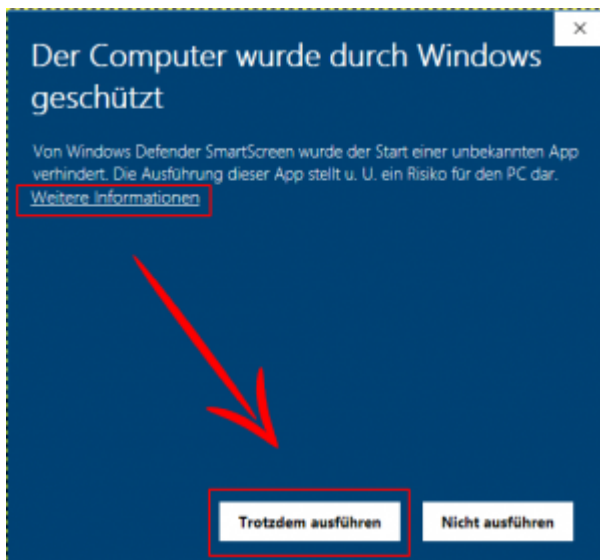 Der Computer wurde durch Windows
geschützt
Von Windows Defender SmartScreen wurde der Start einer unbekannten App
verhindert. Die Ausführung dieser App stellt u. U. ein Risiko für den PC dar.
Weitere Informationen
Trotzdem ausführen Nicht ausführen